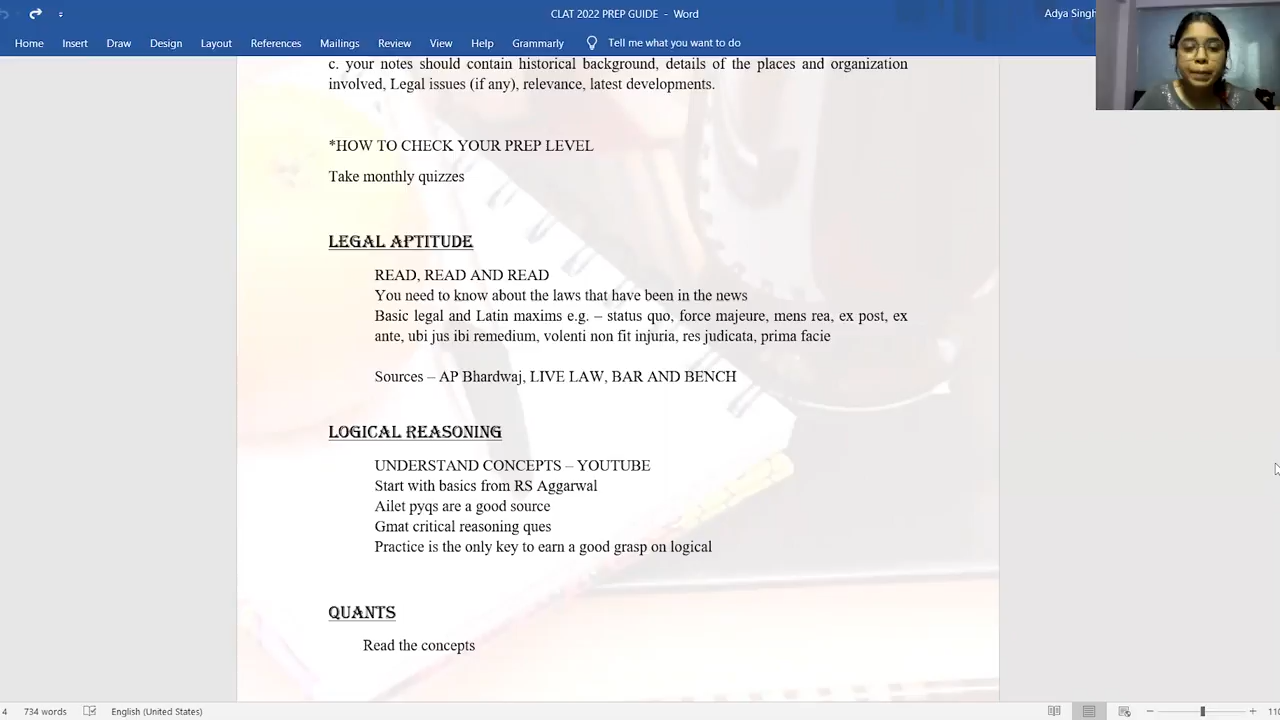 CLAT 2022 PREP GUIDE - Word
Adya Singh
Home Insert Draw Design Layout References Mailings Review View Help Grammarly Tell me what you want to do
c. your notes should contain historical background, details of the places and organization
involved, Legal issues (if any), relevance, latest developments.
*HOW TO CHECK YOUR PREP LEVEL
Take monthly quizzes
LEGAL APTITUDE
READ, READ AND READ
You need to know about the laws that have been in the news
Basic legal and Latin maxims e.g. – status quo, force majeure, mens rea, ex post, ex
ante, ubi jus ibi remedium, volenti non fit injuria, res judicata, prima facie
Sources – AP Bhardwaj, LIVE LAW, BAR AND BENCH
LOGICAL REASONING
UNDERSTAND CONCEPTS – YOUTUBE
Start with basics from RS Aggarwal
Ailet pyqs are a good source
Gmat critical reasoning ques
Practice is the only key to earn a good grasp on logical
QUANTS
Read the concepts
4 734 words English (United States) 110